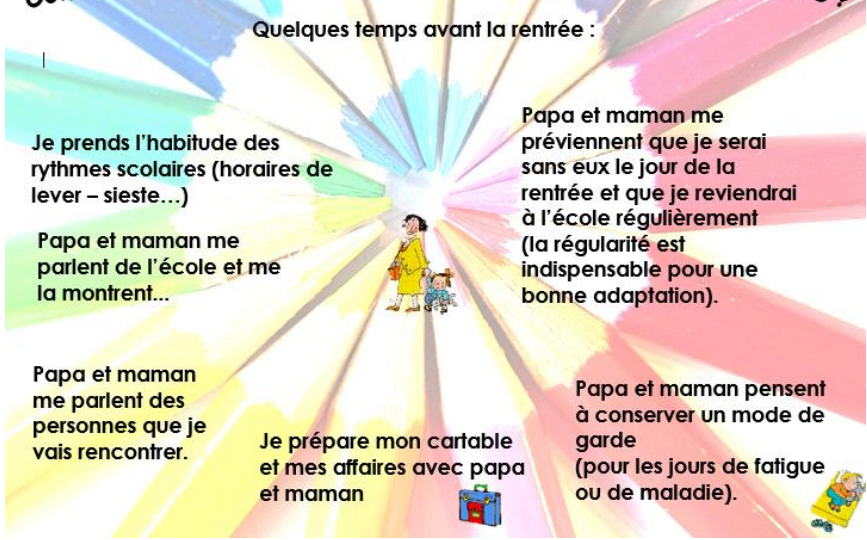 Quelques temps avant la rentrée :
Je prends l'habitude des
rythmes scolaires (horaires de
lever – sieste...)
Papa et maman me
parlent de l'école et me
la montrent...
Papa et maman me
préviennent que je serai
sans eux le jour de la
rentrée et que je reviendrai
à l'école régulièrement
(la régularité est
indispensable pour une
bonne adaptation).
Papa et maman
me parlent des
personnes que je
vais rencontrer.
Je prépare mon cartable
et mes affaires avec papa
et maman
Papa et maman pensent
à conserver un mode de
garde
(pour les jours de fatigue
ou de maladie).